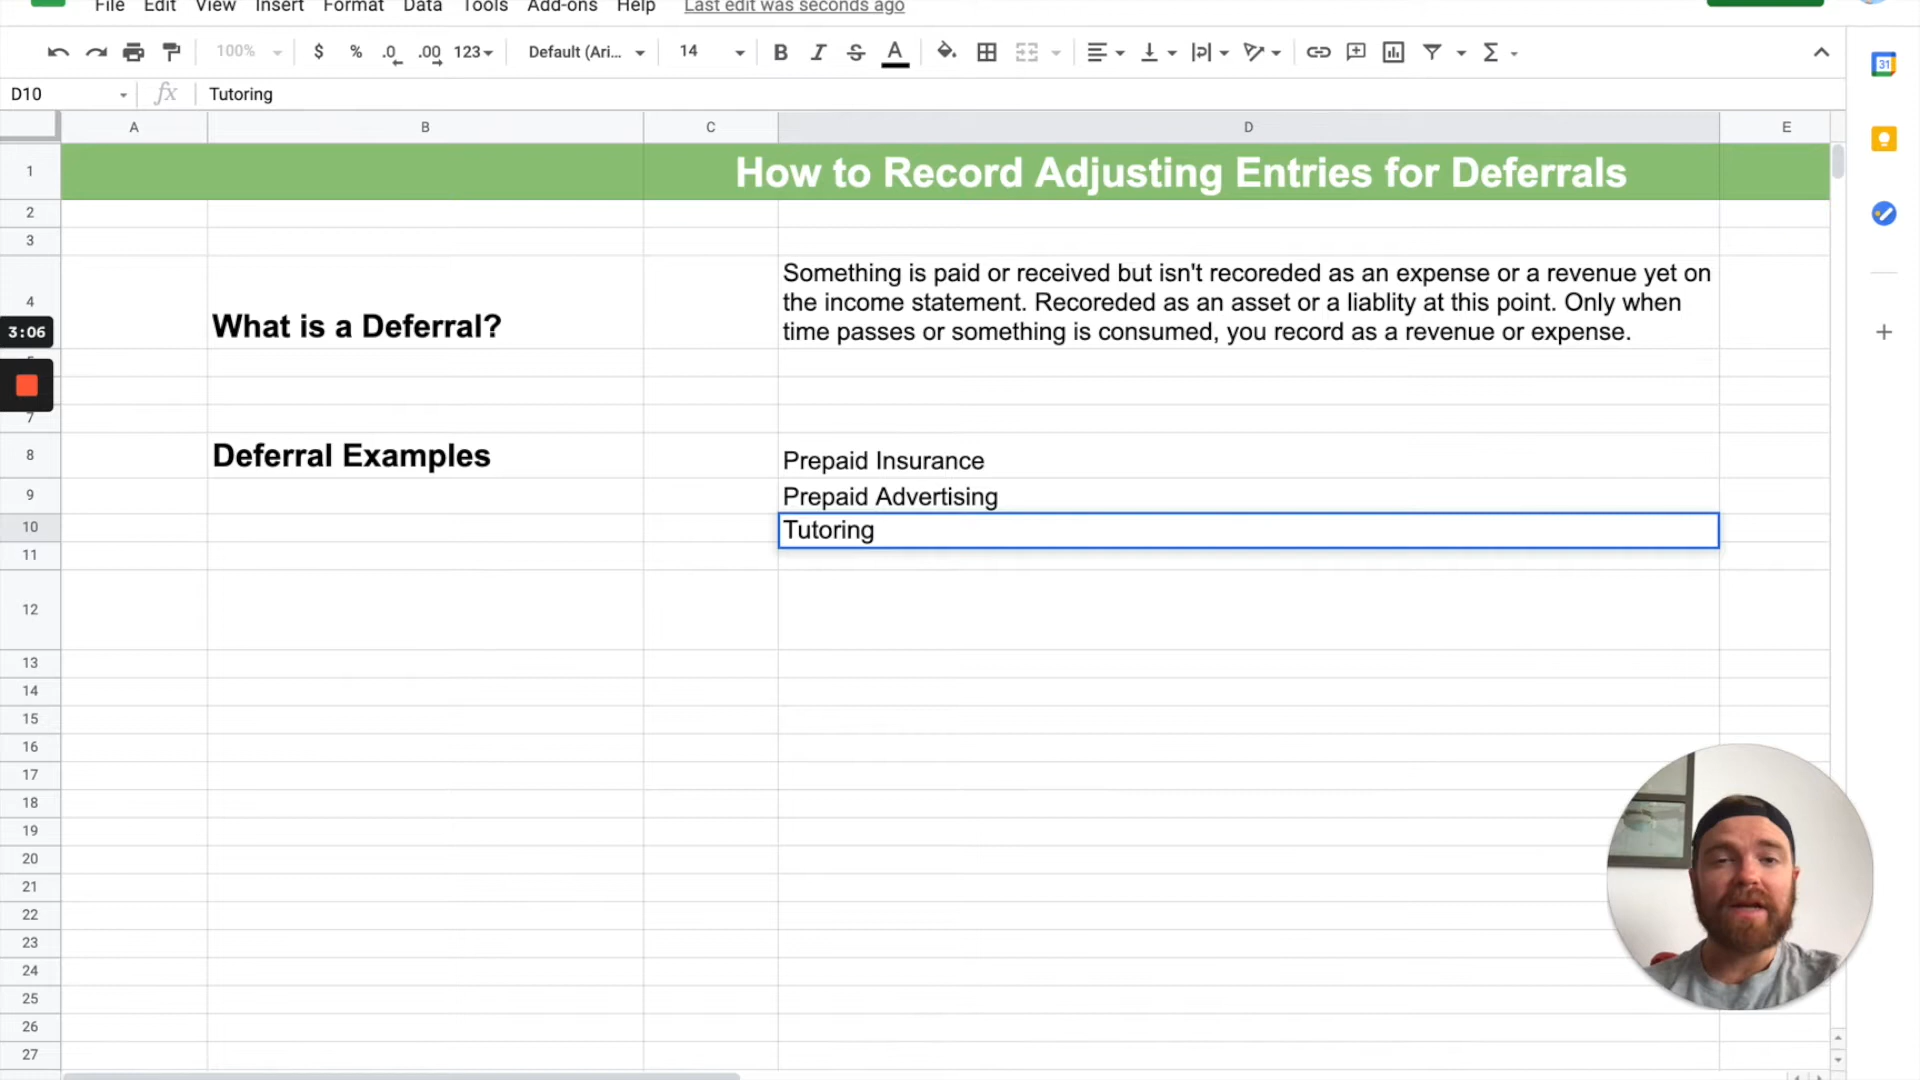 File Edit View Insert Format Data Tools Add-ons Help Last edit was seconds ago
100% $ % .0 .00 123 Default (Ari... 14 B I S A
D10 fx Tutoring
A B C D E
1 How to Record Adjusting Entries for Deferrals
2
3
Something is paid or received but isn't recoreded as an expense or a revenue yet on
the income statement. Recoreded as an asset or a liablity at this point. Only when
time passes or something is consumed, you record as a revenue or expense.
4 What is a Deferral?
3:06
7
8 Deferral Examples Prepaid Insurance
9 Prepaid Advertising
10 Tutoring
11
12
13
14
15
16
17
18
19
20
21
22
23
24
25
26
27
31